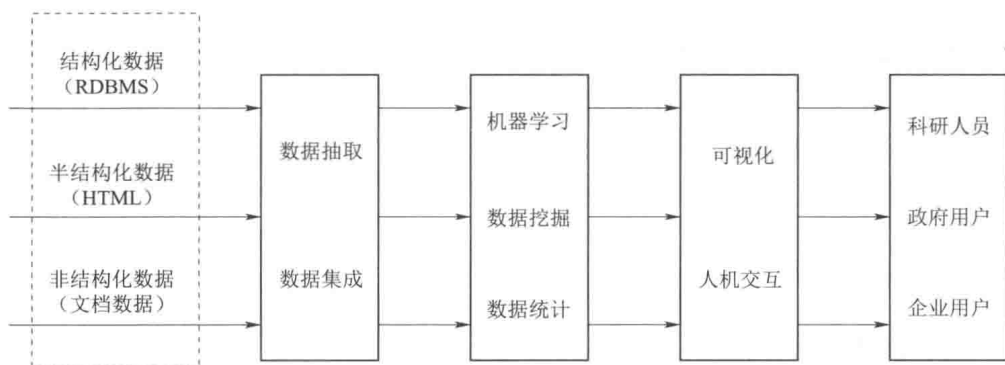 结构化数据
（RDBMS）
半结构化数据
（HTML）
非结构化数据
（文档数据）
数据抽取
数据集成
机器学习
数据挖掘
数据统计
可视化
人机交互
科研人员
政府用户
企业用户